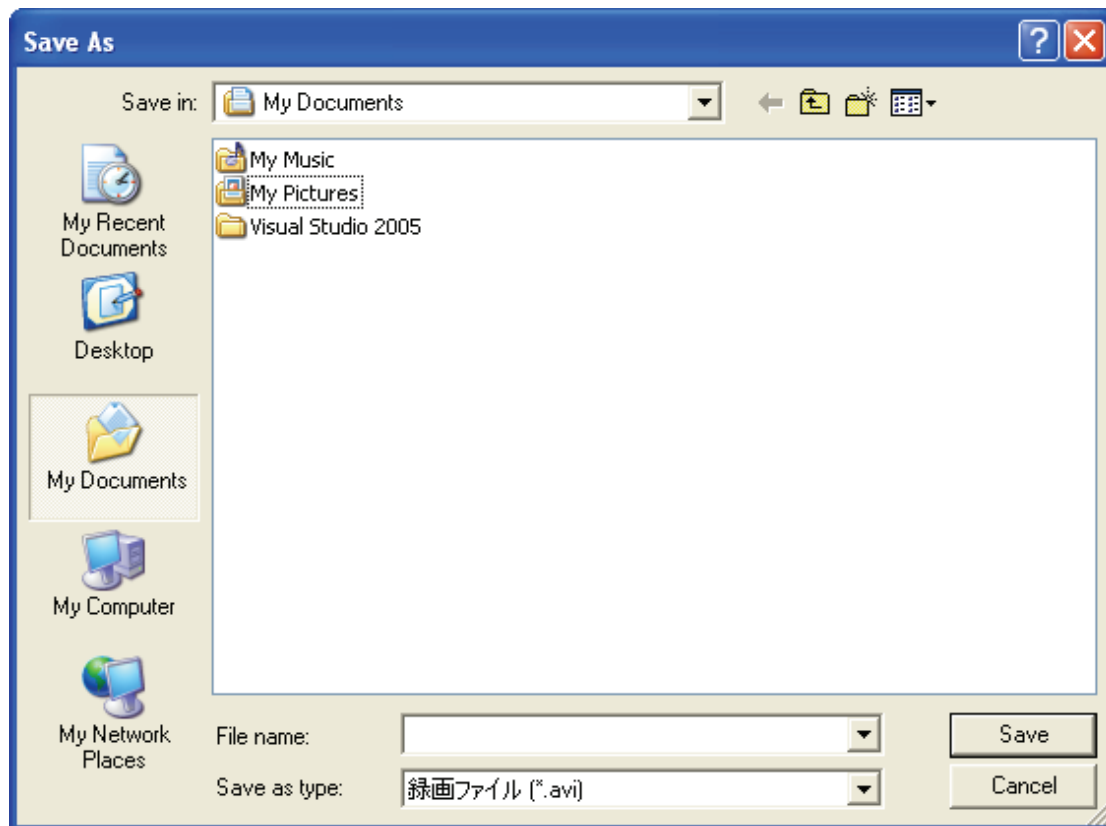 Save As
Save in:
My Documents
My Music
My Pictures
Visual Studio 2005
My Recent
Documents
Desktop
My Documents
My Computer
My Network
Places
File name:
Save
Save as type:
録画ファイル (*.avi)
Cancel